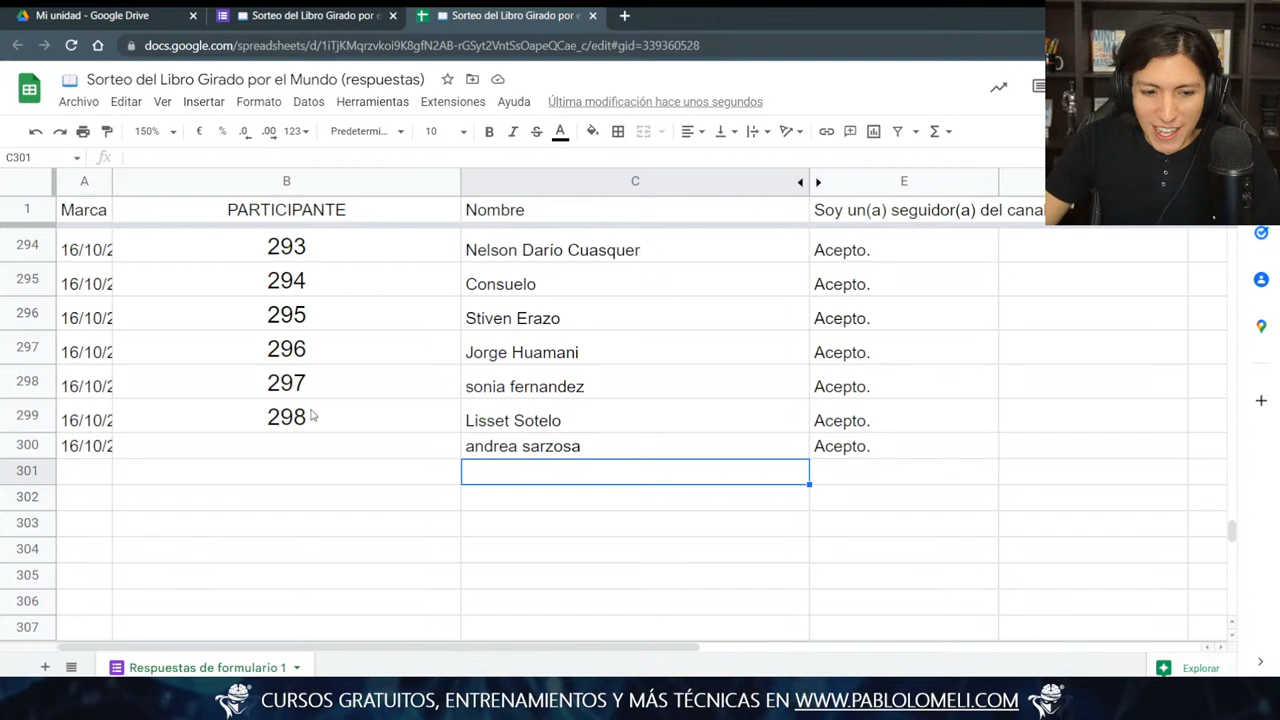 Mi unidad - Google Drive
Sorteo del Libro Girado por e
Sorteo del Libro Girado por
docs.google.com/spreadsheets/d/1iTjKMqrzvkoi9K8gfN2AB-rGSyt2VntSsOapeQCae_c/edit#gid=339360528
Sorteo del Libro Girado por el Mundo (respuestas)
Archivo Editar Ver Insertar Formato Datos Herramientas Extensiones Ayuda Última modificación hace unos segundos
150% € % .0 .00 123 Predetermi... 10 B I S A Σ
C301 fx
A B C E
1 Marca PARTICIPANTE Nombre Soy un(a) seguidor(a) del cana
294 16/10/2 293 Nelson Darío Cuasquer Acepto.
295 16/10/2 294 Consuelo Acepto.
296 16/10/2 295 Stiven Erazo Acepto.
297 16/10/2 296 Jorge Huamani Acepto.
298 16/10/2 297 sonia fernandez Acepto.
299 16/10/2 298 Lisset Sotelo Acepto.
300 16/10/2 andrea sarzosa Acepto.
301
302
303
304
305
306
307
Respuestas de formulario 1 Explorar
CURSOS GRATUITOS, ENTRENAMIENTOS Y MÁS TÉCNICAS EN WWW.PABLOLOMELI.COM